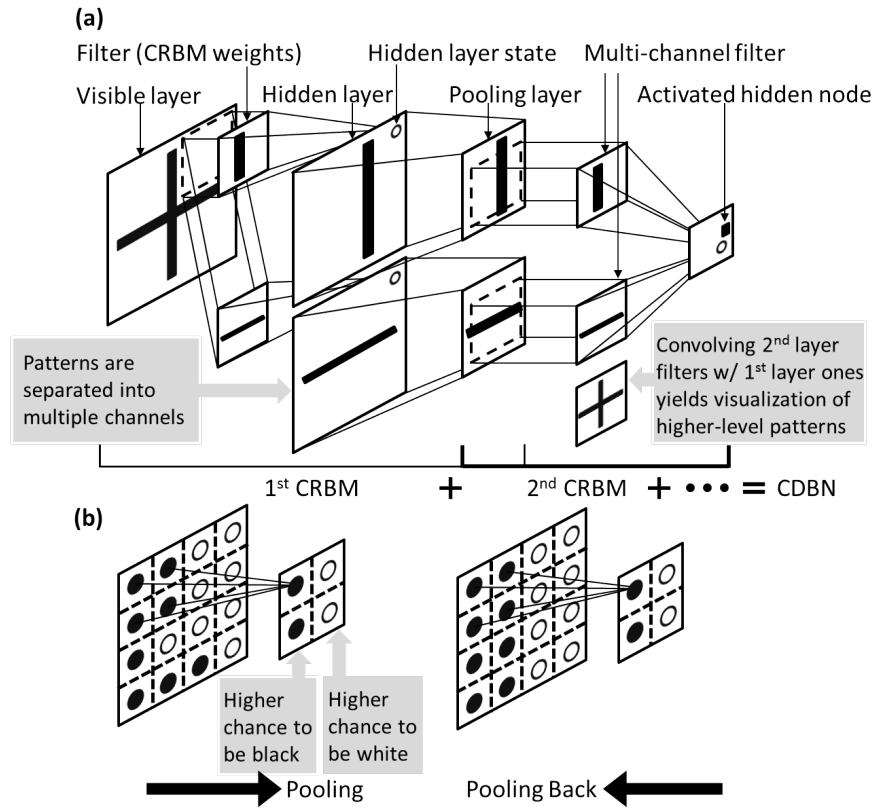 (a)
Filter (CRBM weights)
Hidden layer state
Multi-channel filter
Visible layer
Hidden layer
Pooling layer
Activated hidden node
Patterns are
separated into
multiple channels
Convolving 2nd layer
filters w/ 1st layer ones
yields visualization of
higher-level patterns
1st CRBM + 2nd CRBM + ••• = CDBN
(b)
Higher
chance to
be black
Higher
chance to
be white
Pooling
Pooling Back